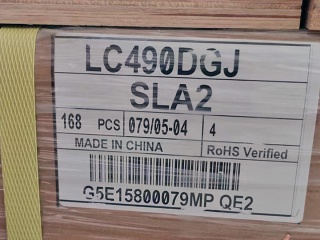 LC490DGJ
SLA2
168 PCS 079/05-04 4
MADE IN CHINA RoHS Verified
G5E15800079MP QE2